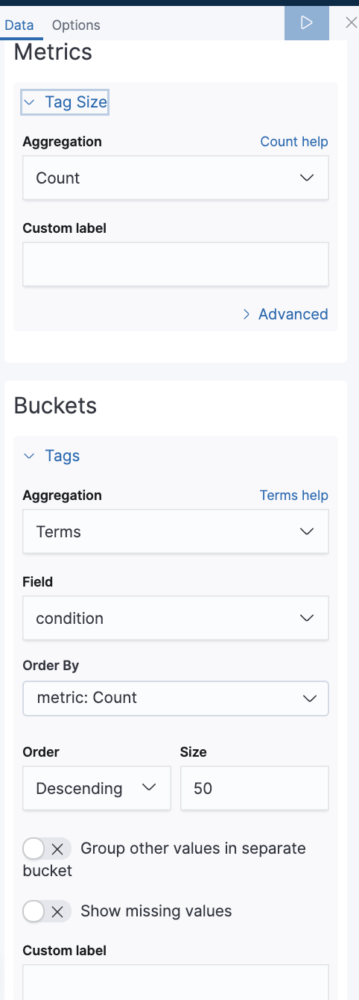 Data Options
Metrics
Tag Size
Aggregation Count help
Count
Custom label
Advanced
Buckets
Tags
Aggregation Terms help
Terms
Field
condition
Order By
metric: Count
Order Size
Descending 50
Group other values in separate
bucket
Show missing values
Custom label